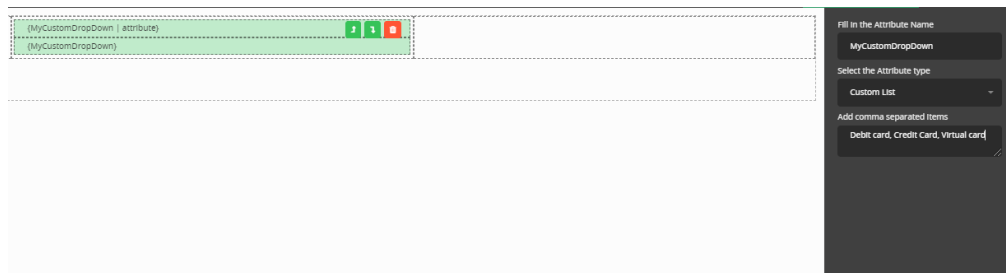 {MyCustomDropDown | attribute}
{MyCustomDropDown}
Fill in the Attribute Name
MyCustomDropDown
Select the Attribute type
Custom List
Add comma separated items
Debit card, Credit Card, Virtual card